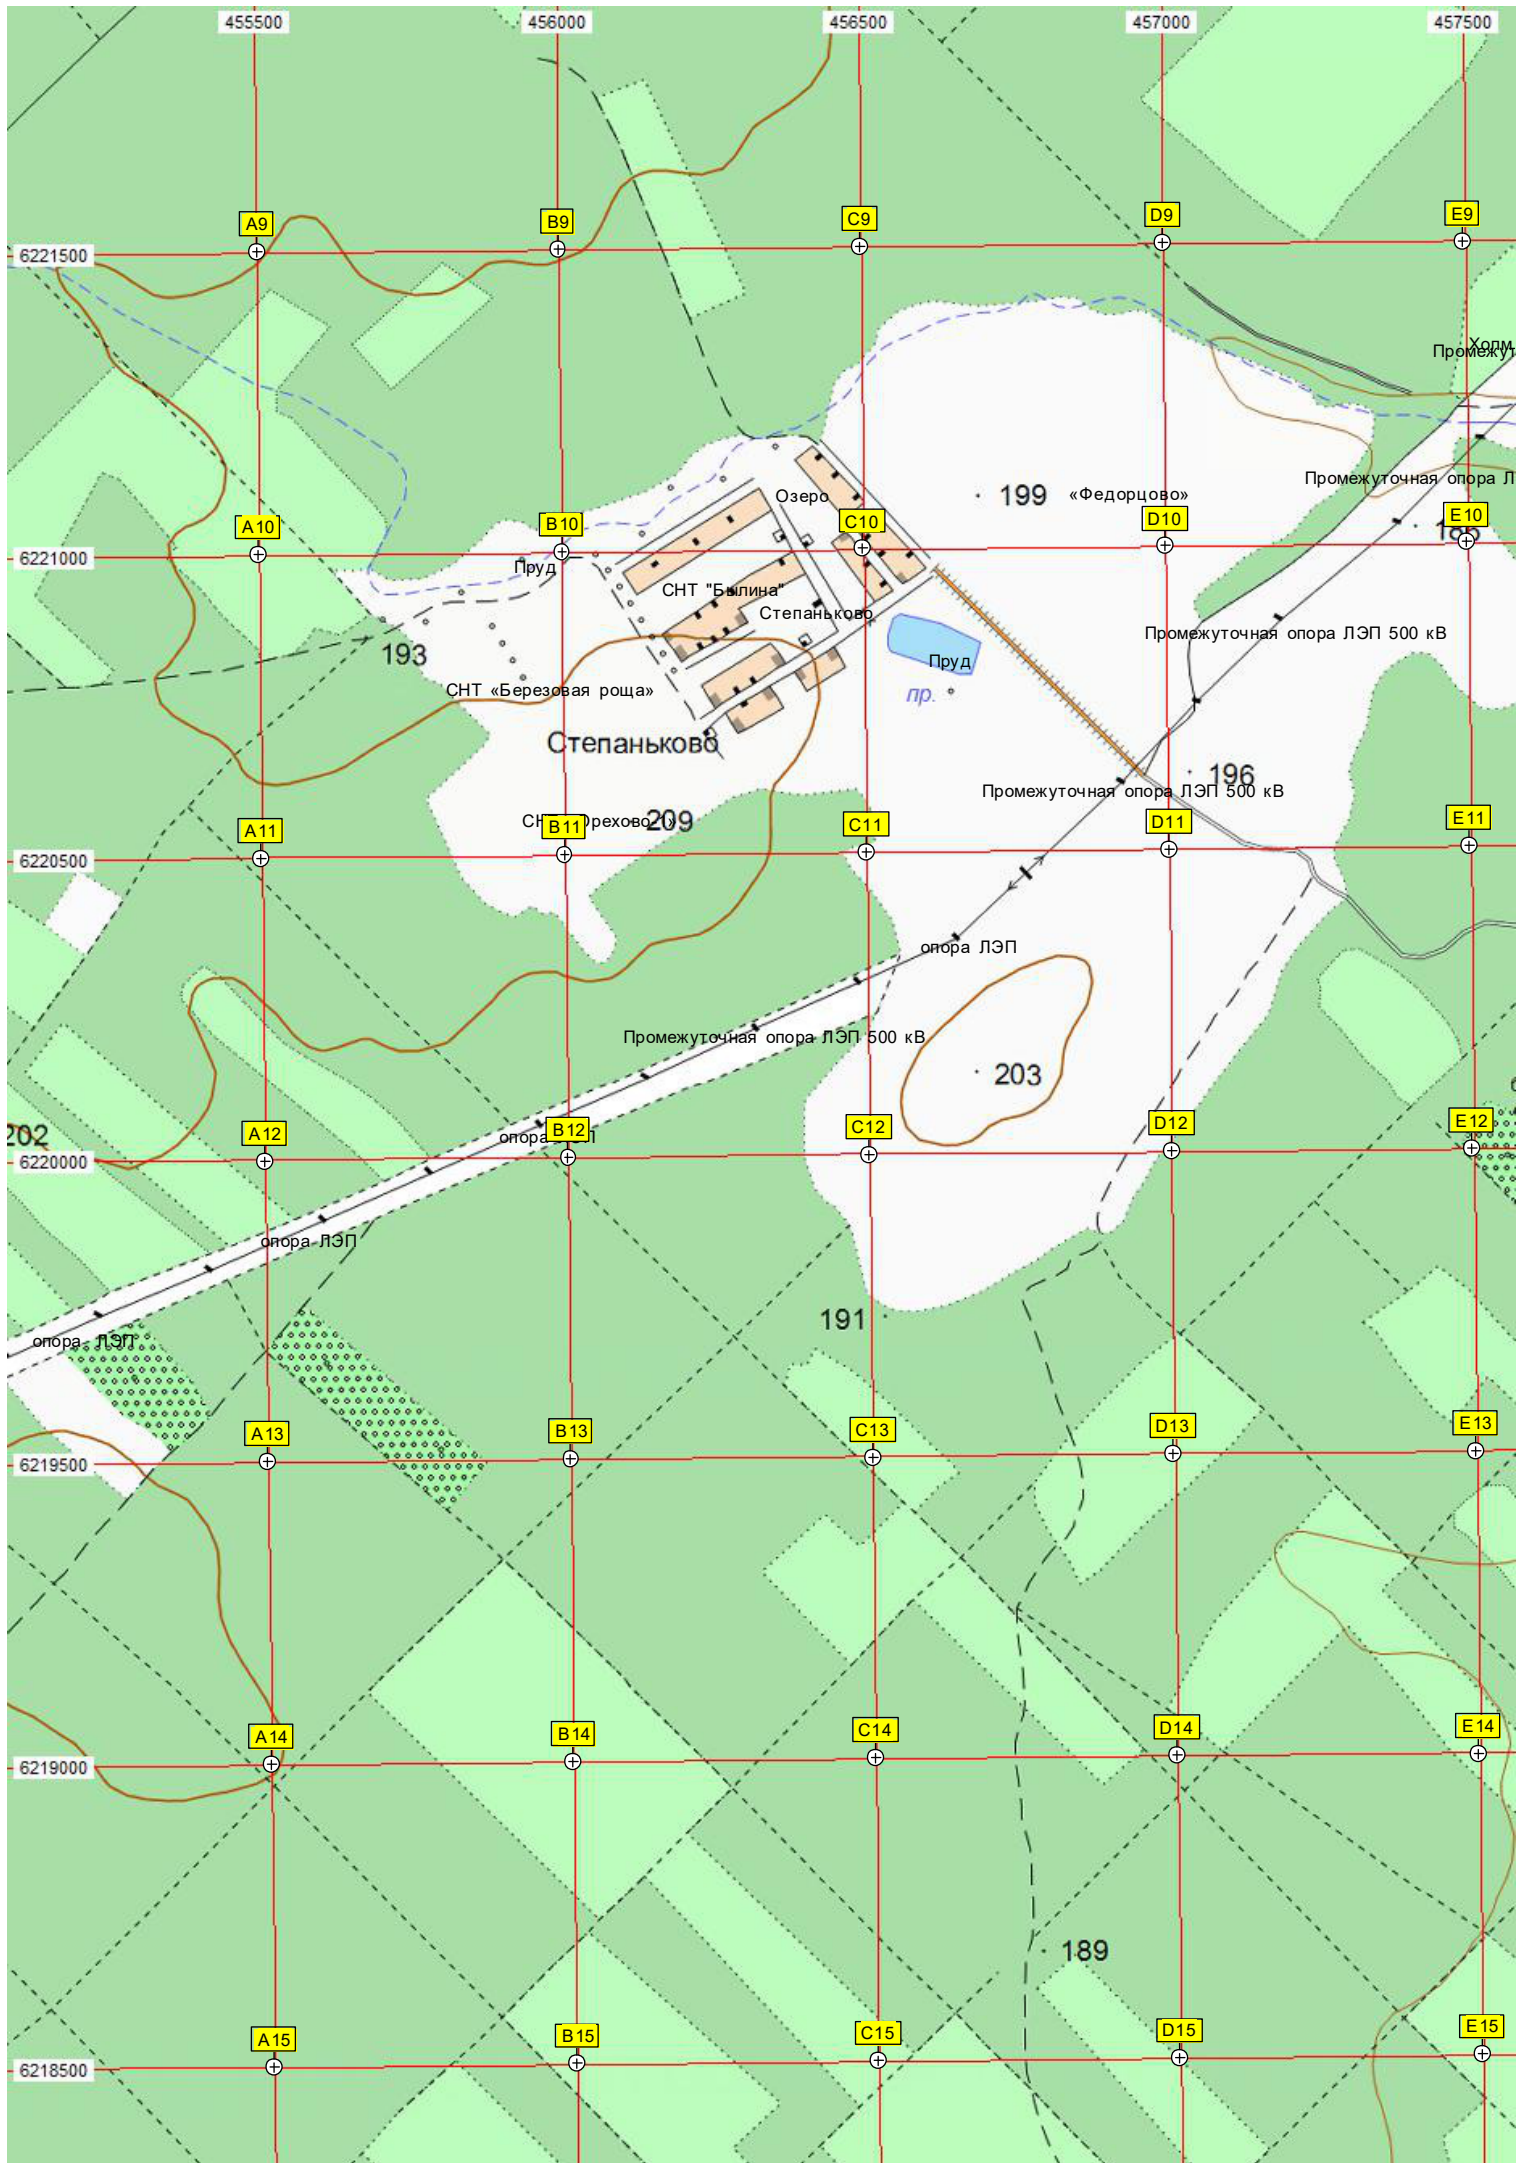 455500 456000 456500 457000 457500
A9 B9 C9 D9 E9
6221500
Холм
Озеро
199 «Федорцово»
Промежуточная опора Л
A10 B10 C10 D10 E10
6221000
Пруд
СНТ "Былина"
Степаньково
Промежуточная опора ЛЭП 500 кВ
193
Пруд
СНТ «Березовая роща»
пр.
Степаньково
196
Промежуточная опора ЛЭП 500 кВ
209
A11 B11 C11 D11 E11
6220500
опора ЛЭП
Промежуточная опора ЛЭП 500 кВ
203
A12 B12 C12 D12 E12
202
опора
6220000
опора ЛЭП
191
опора ЛЭП
A13 B13 C13 D13 E13
6219500
A14 B14 C14 D14 E14
6219000
189
A15 B15 C15 D15 E15
6218500